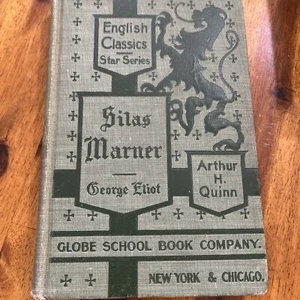 English
Classics
Star Series
Silas
Marner
George Eliot
Arthur
H.
Quinn
GLOBE SCHOOL BOOK COMPANY.
NEW YORK & CHICAGO.